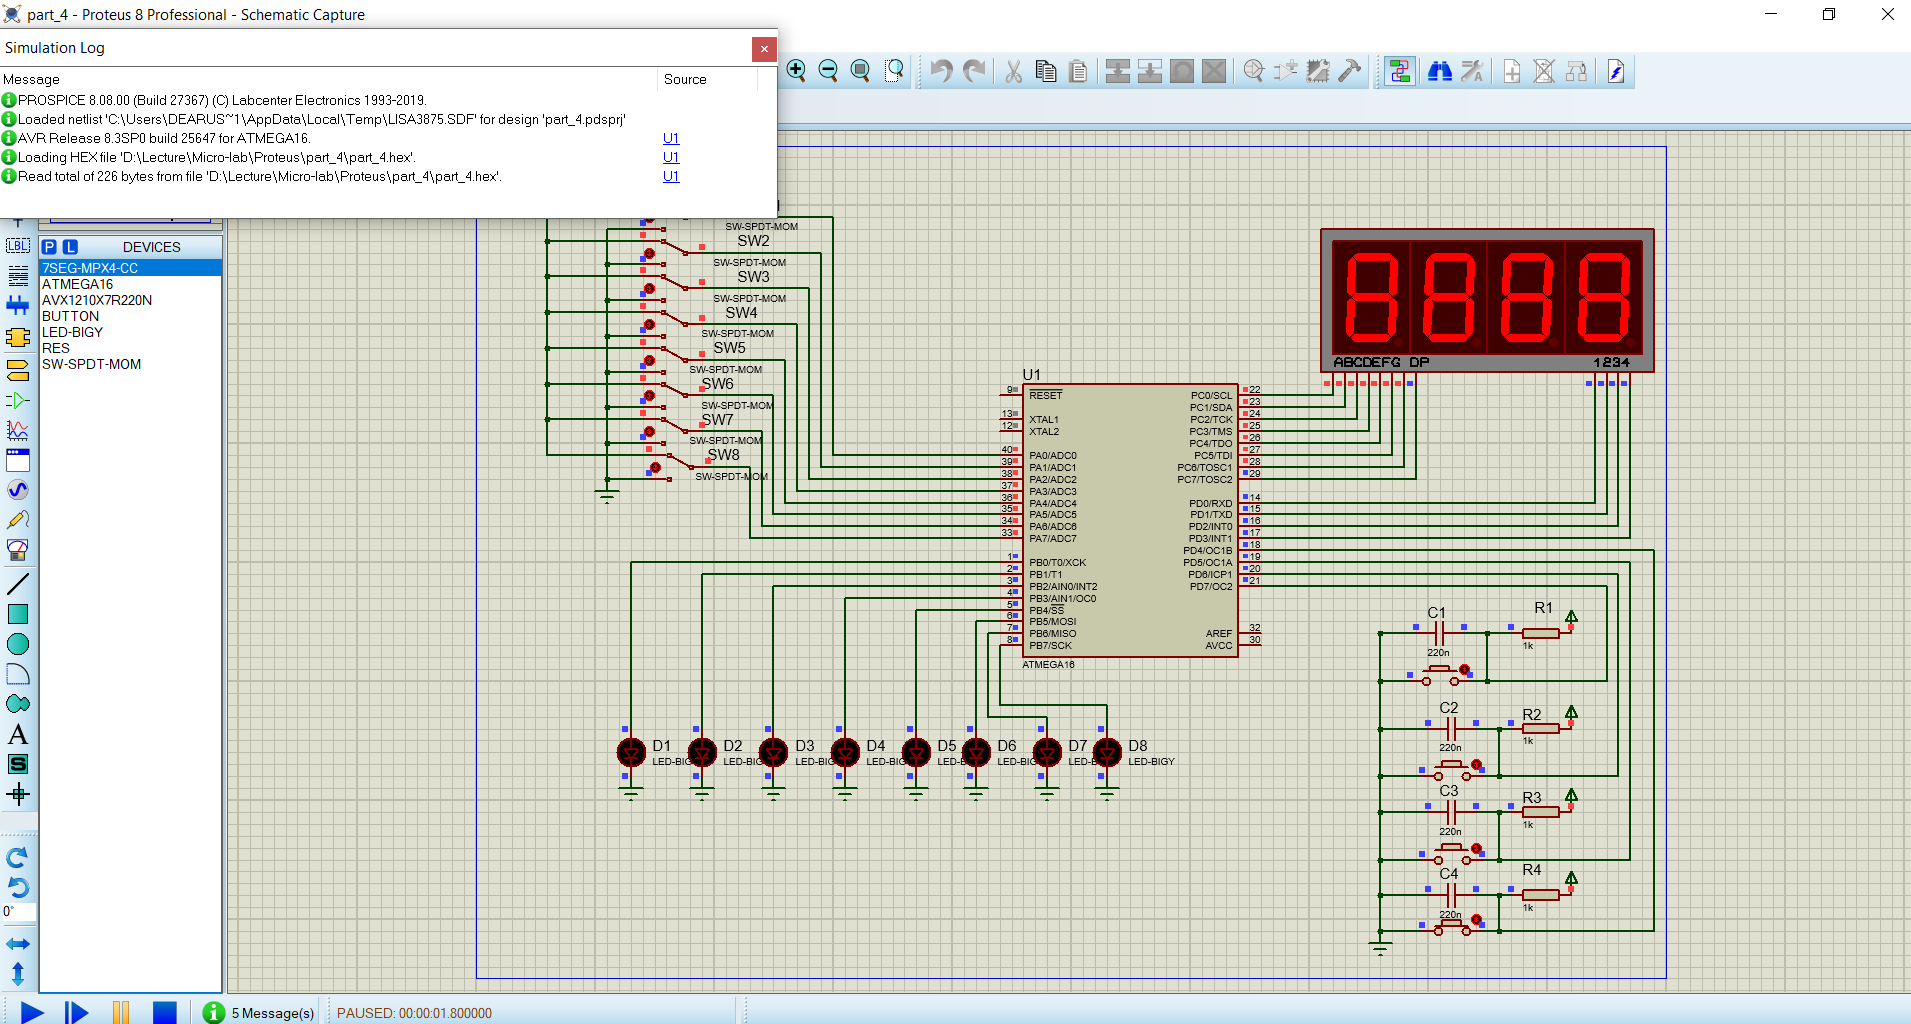 part_4 - Proteus 8 Professional - Schematic Capture
Simulation Log
Message Source
PROSPICE 8.08.00 (Build 27367) (C) Labcenter Electronics 1993-2019.
Loaded netlist 'C:\Users\DEARUS~1\AppData\Local\Temp\LISA3875.SDF' for design 'part_4.pdsprj'
AVR Release 8.3SP0 build 25647 for ATMEGA16. U1
Loading HEX file 'D:\Lecture\Micro-lab\Proteus\part_4\part_4.hex'. U1
Read total of 226 bytes from file 'D:\Lecture\Micro-lab\Proteus\part_4\part_4.hex'. U1
LBL
P L DEVICES
7SEG-MPX4-CC
ATMEGA16
AVX1210X7R220N
BUTTON
LED-BIGY
RES
SW-SPDT-MOM
A
S
0°
SW-SPDT-MOM
SW2
SW-SPDT-MOM
SW3
SW-SPDT-MOM
SW4
SW-SPDT-MOM
SW5
SW-SPDT-MOM
SW6
SW-SPDT-MOM
SW7
SW-SPDT-MOM
SW8
SW-SPDT-MOM
8888
ABCDEFG DP 1234
U1
9 RESET
13 XTAL1
12 XTAL2
40 PA0/ADC0
39 PA1/ADC1
38 PA2/ADC2
37 PA3/ADC3
36 PA4/ADC4
35 PA5/ADC5
34 PA6/ADC6
33 PA7/ADC7
1 PB0/T0/XCK
2 PB1/T1
3 PB2/AIN0/INT2
4 PB3/AIN1/OC0
5 PB4/SS
6 PB5/MOSI
7 PB6/MISO
8 PB7/SCK
PC0/SCL 22
PC1/SDA 23
PC2/TCK 24
PC3/TMS 25
PC4/TDO 26
PC5/TDI 27
PC6/TOSC1 28
PC7/TOSC2 29
PD0/RXD 14
PD1/TXD 15
PD2/INT0 16
PD3/INT1 17
PD4/OC1B 18
PD5/OC1A 19
PD6/ICP1 20
PD7/OC2 21
AREF 32
AVCC 30
ATMEGA16
C1 R1
220n 1k
C2 R2
220n 1k
C3 R3
220n 1k
C4 R4
220n 1k
D1 D2 D3 D4 D5 D6 D7 D8
LED-BIG LED-BIG LED-BIG LED-BIG LED-B LED-BIG LED-B LED-BIGY
5 Message(s) PAUSED: 00:00:01.800000